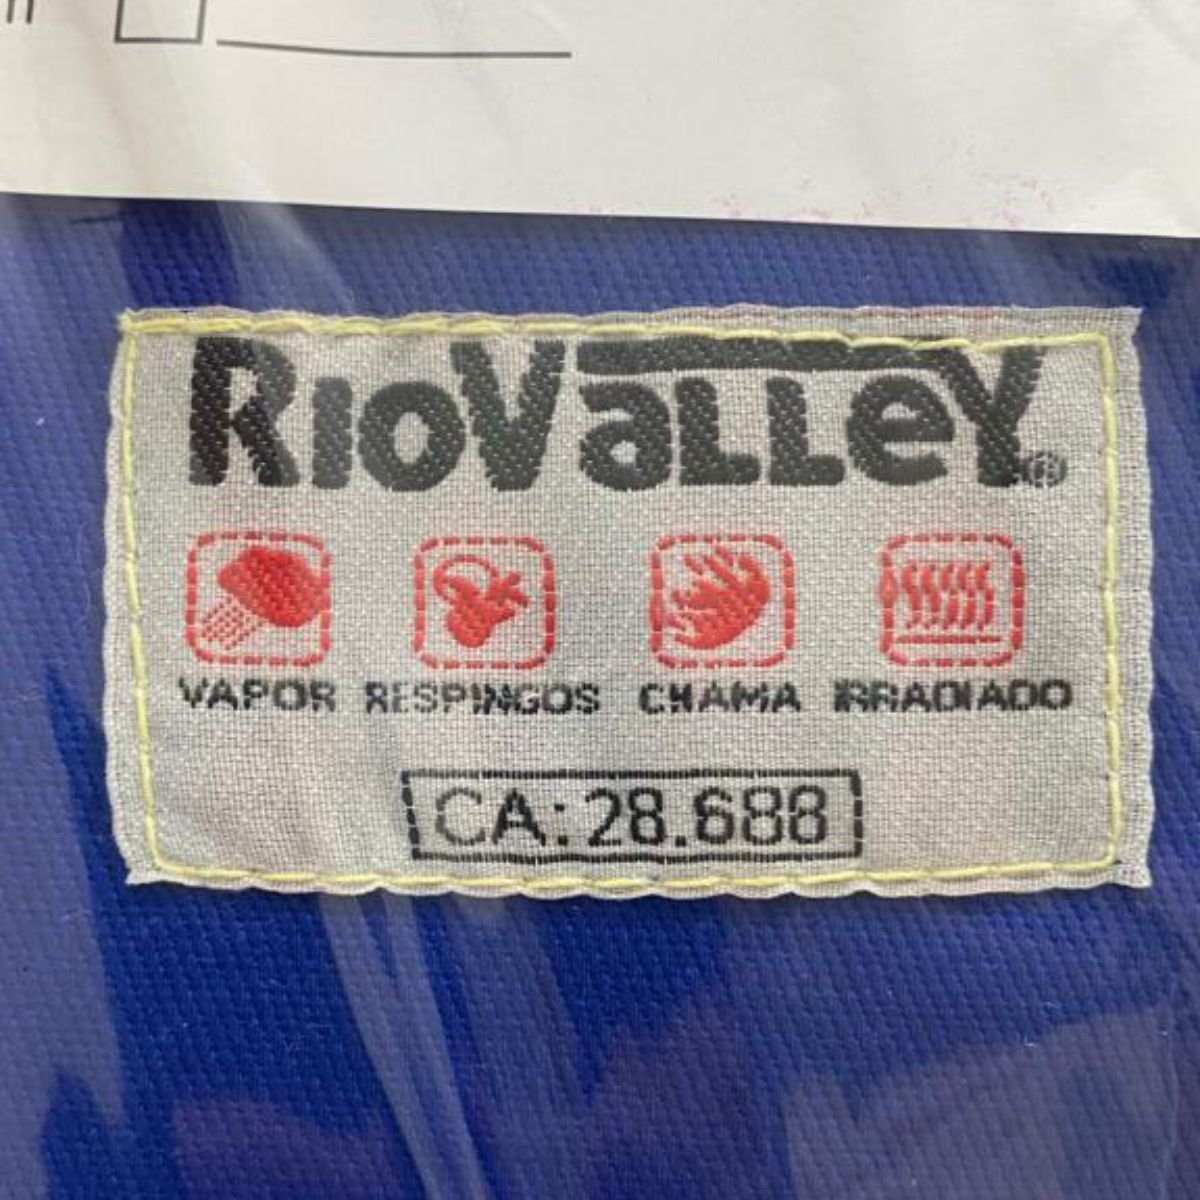 RIOVaLLeY®
VAPOR RESPINGOS CHAMA IRRADIADO
CA: 28.688